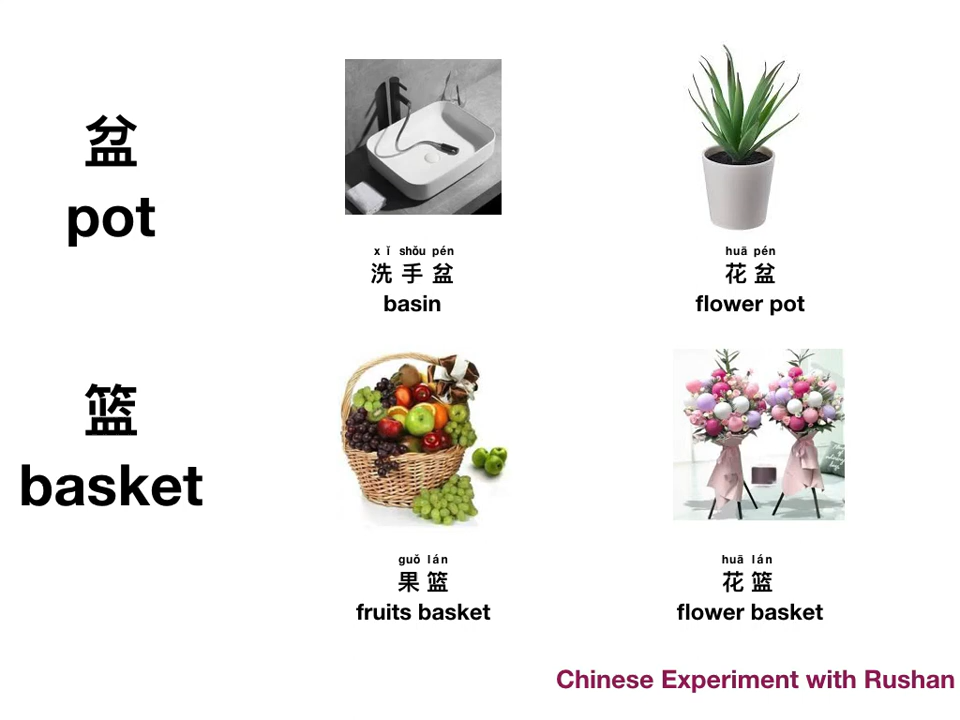 盆
pot
xǐ shǒu pén
洗手盆
basin
huā pén
花盆
flower pot
篮
basket
guǒ lán
果篮
fruits basket
huā lán
花篮
flower basket
Chinese Experiment with Rushan